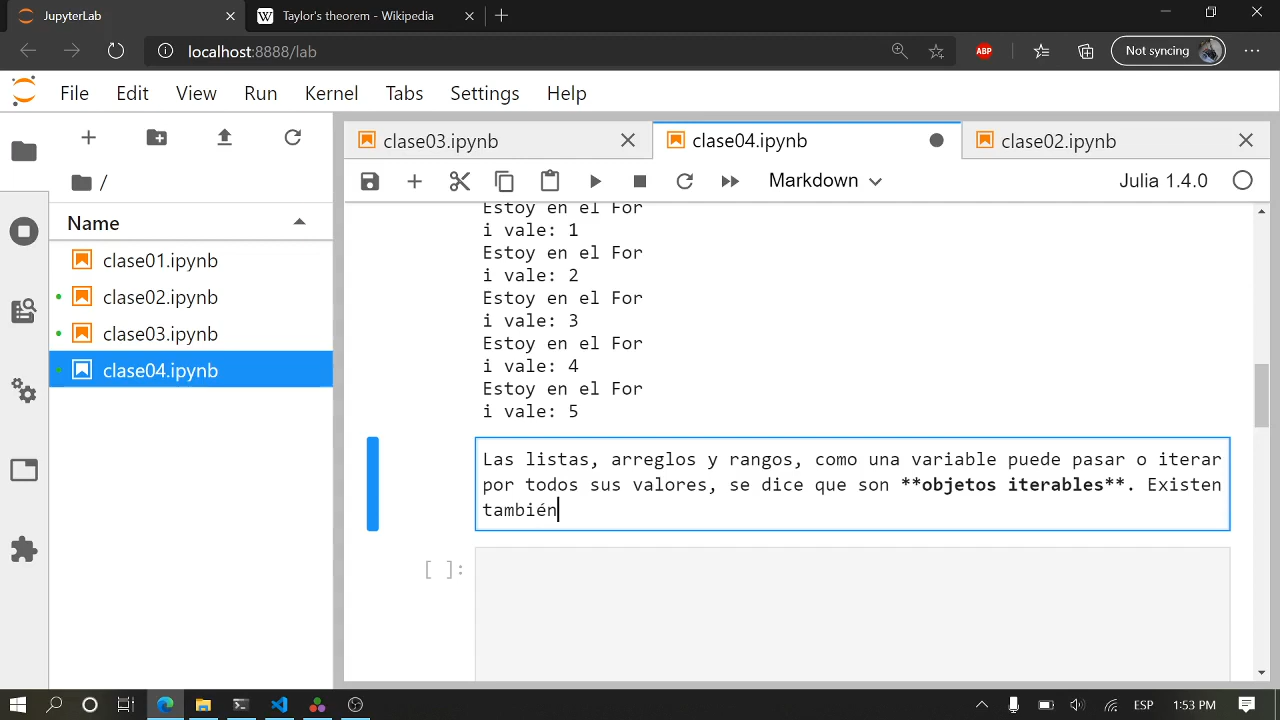 JupyterLab
Taylor's theorem - Wikipedia
localhost:8888/lab
ABP
Not syncing
File Edit View Run Kernel Tabs Settings Help
clase03.ipynb
clase04.ipynb
clase02.ipynb
/
Markdown
Julia 1.4.0
Name
clase01.ipynb
clase02.ipynb
clase03.ipynb
clase04.ipynb
Estoy en el For
i vale: 1
Estoy en el For
i vale: 2
Estoy en el For
i vale: 3
Estoy en el For
i vale: 4
Estoy en el For
i vale: 5
Las listas, arreglos y rangos, como una variable puede pasar o iterar
por todos sus valores, se dice que son **objetos iterables**. Existen
también
[ ]:
ESP
1:53 PM